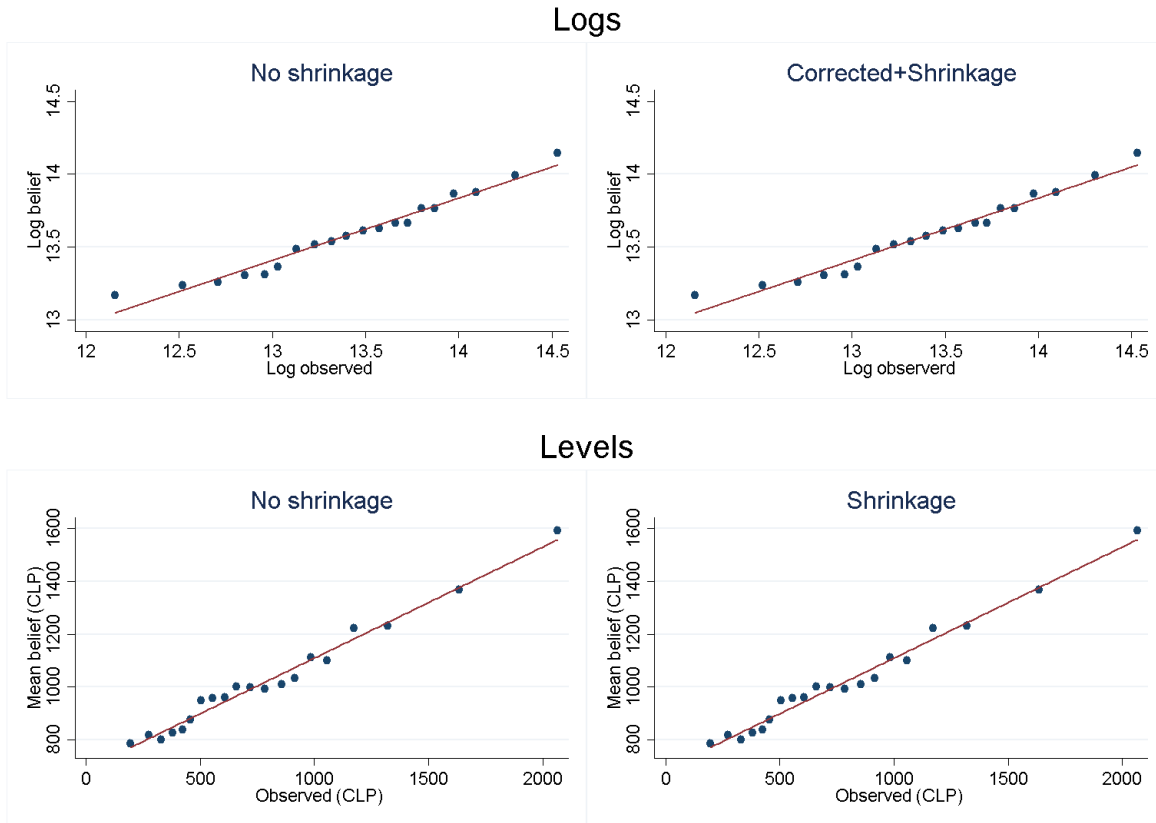 Logs
No shrinkage
Log belief
14.5
14
13.5
13
12 12.5 13 13.5 14 14.5
Log observed
Corrected+Shrinkage
Log belief
14.5
14
13.5
13
12 12.5 13 13.5 14 14.5
Log observerd
Levels
No shrinkage
Mean belief (CLP)
1600
1400
1200
1000
800
0 500 1000 1500 2000
Observed (CLP)
Shrinkage
Mean belief (CLP)
1600
1400
1200
1000
800
0 500 1000 1500 2000
Observed (CLP)